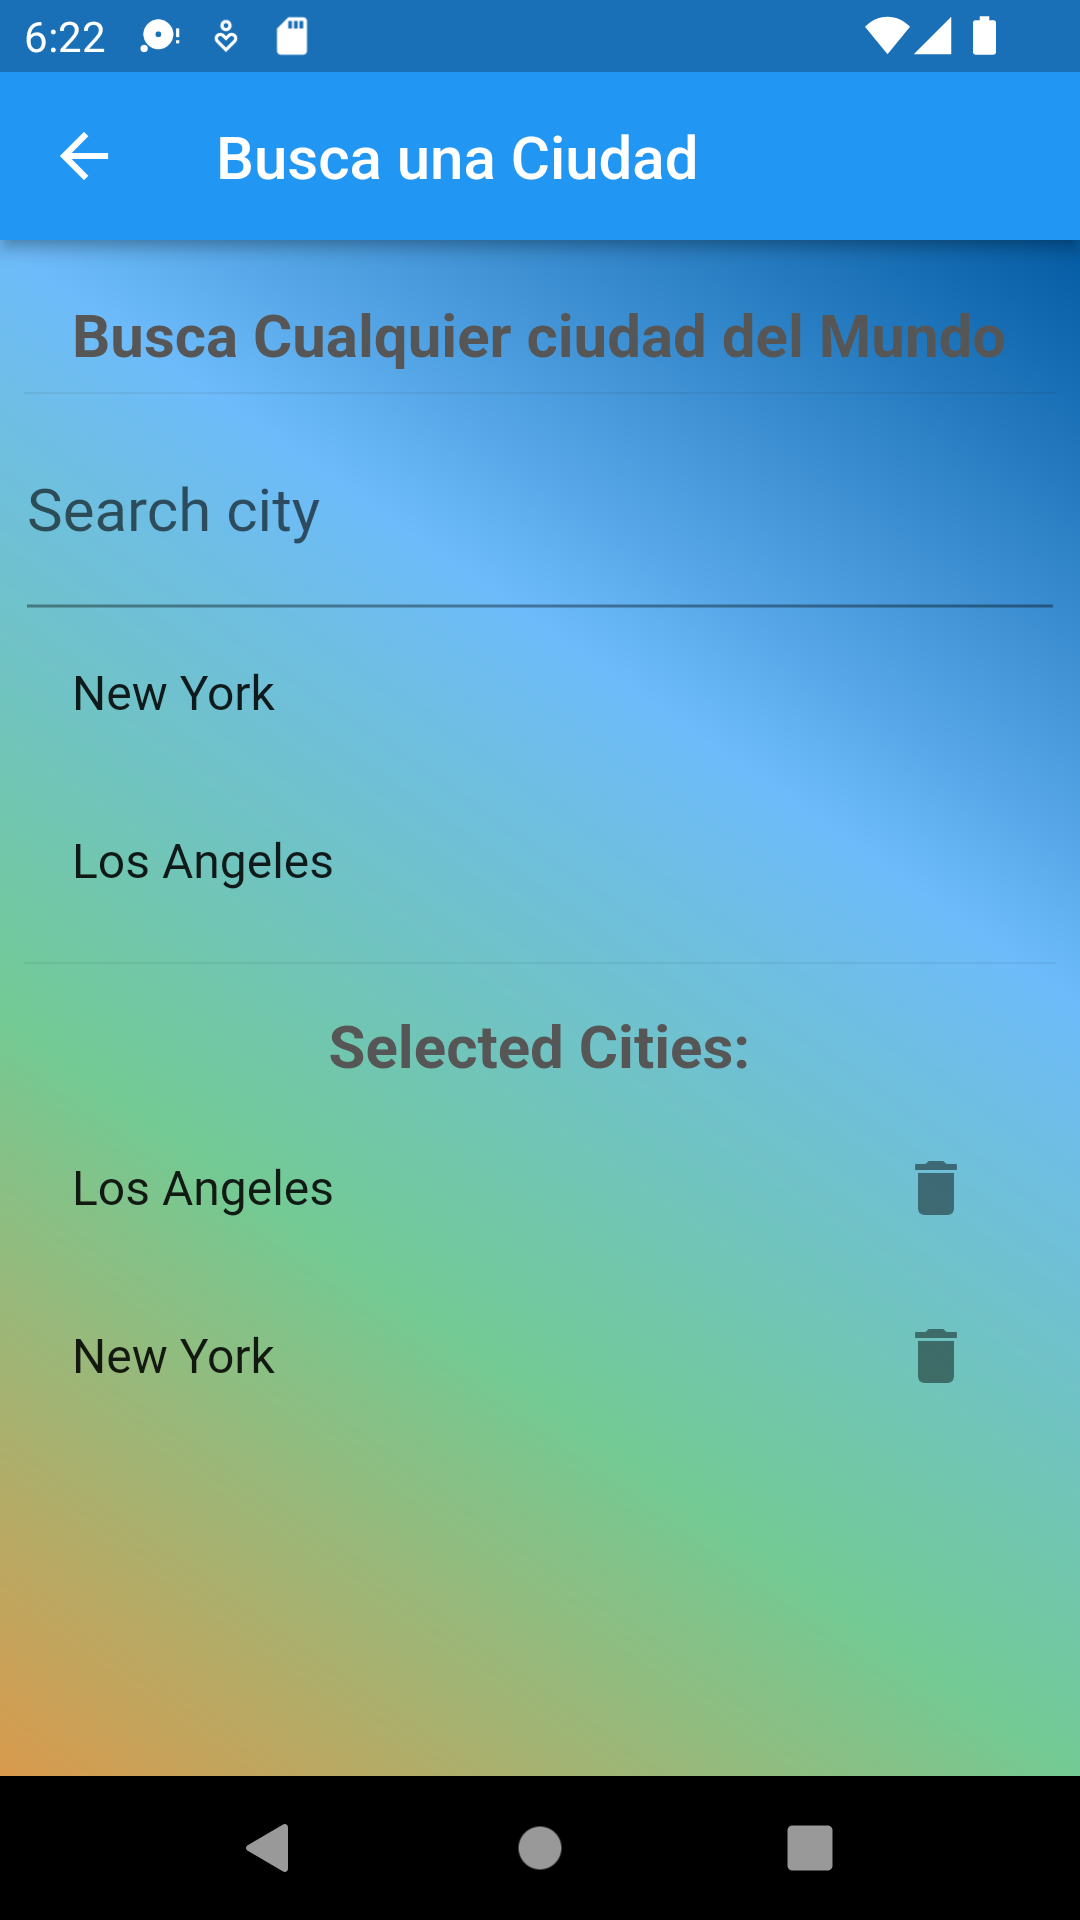 6:22
Busca una Ciudad
Busca Cualquier ciudad del Mundo
Search city
New York
Los Angeles
Selected Cities:
Los Angeles
New York